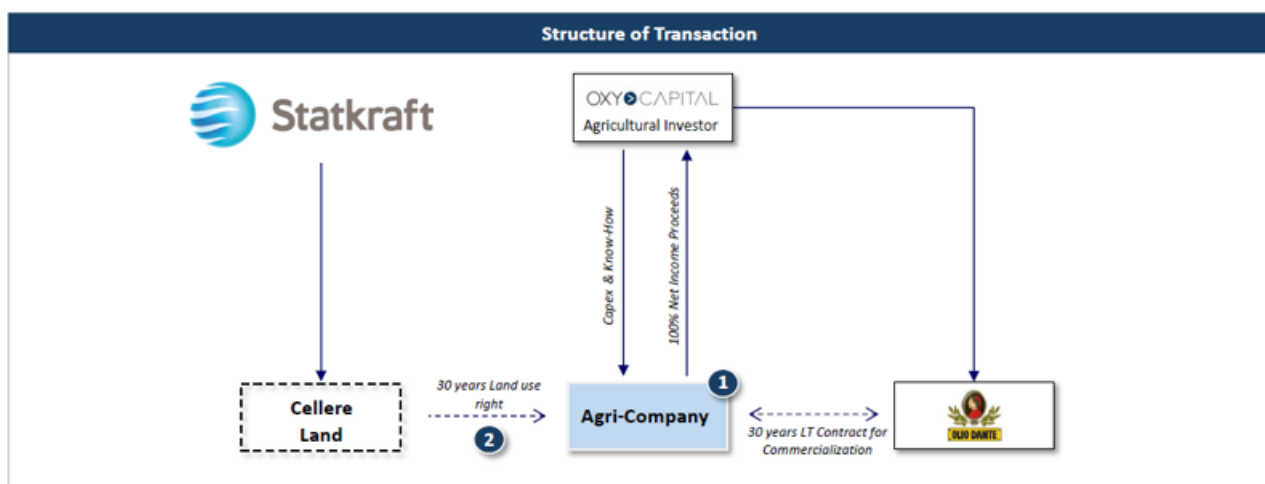 Structure of Transaction
Statkraft
OXY CAPITAL
Agricultural Investor
Capex & Know-How
100% Net Income Proceeds
1
Cellere
Land
30 years Land use
right
2
Agri-Company
30 years LT Contract for
Commercialization
OLIO DANTE